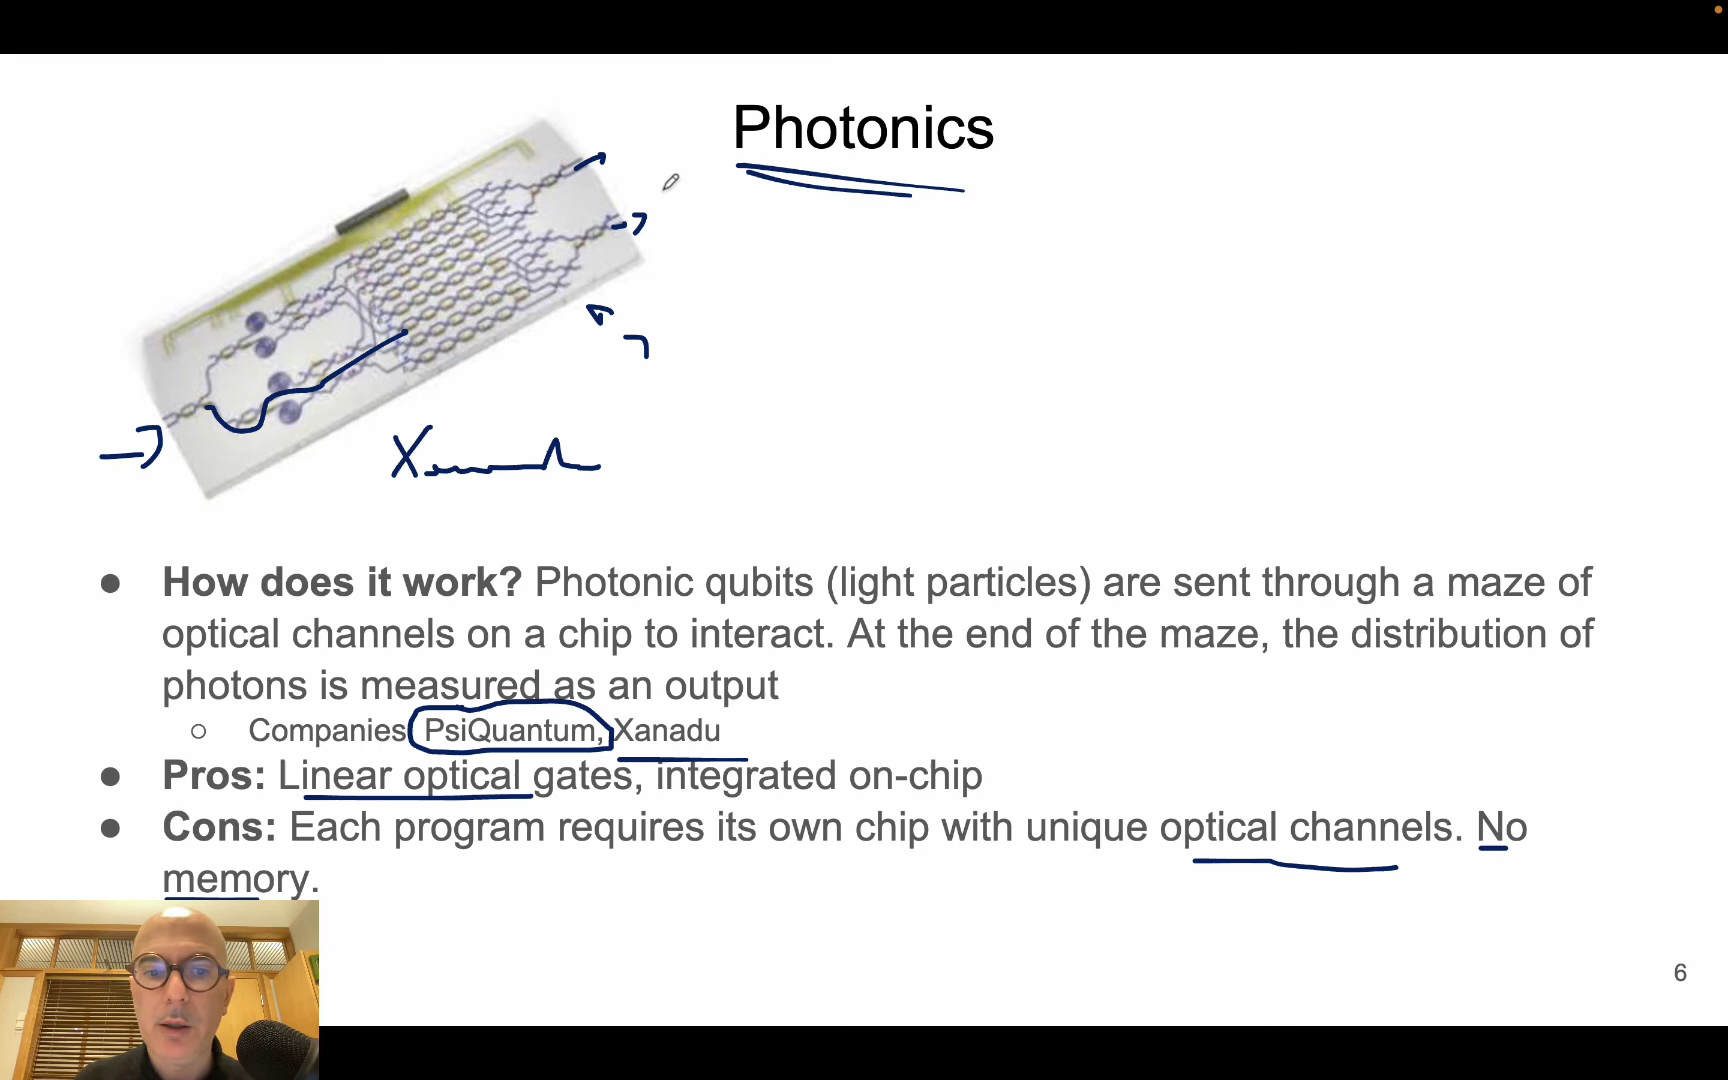 Photonics
● How does it work? Photonic qubits (light particles) are sent through a maze of
optical channels on a chip to interact. At the end of the maze, the distribution of
photons is measured as an output
○ Companies PsiQuantum, Xanadu
● Pros: Linear optical gates, integrated on-chip
● Cons: Each program requires its own chip with unique optical channels. No
memory.
6